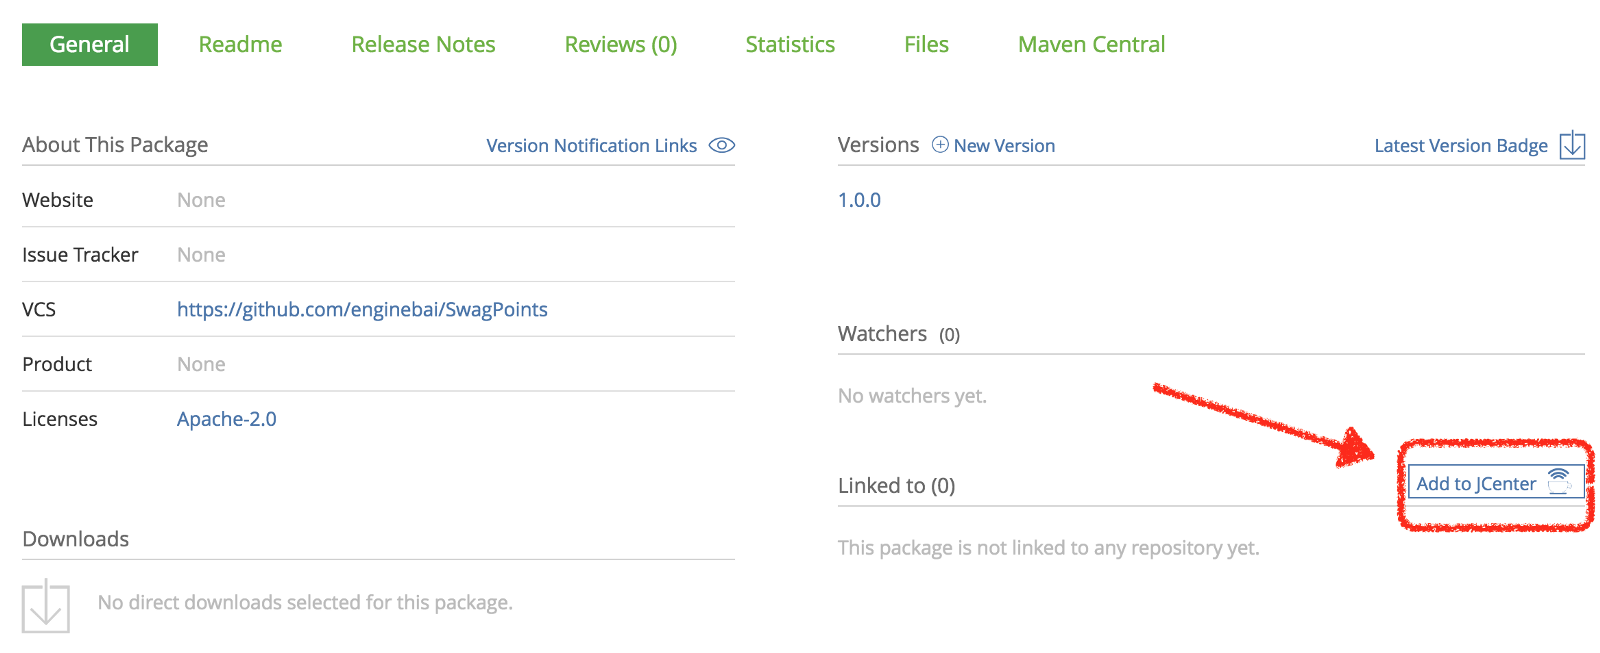 General Readme Release Notes Reviews (0) Statistics Files Maven Central
About This Package Version Notification Links
Website None
Issue Tracker None
VCS https://github.com/enginebai/SwagPoints
Product None
Licenses Apache-2.0
Downloads
No direct downloads selected for this package.
Versions New Version Latest Version Badge
1.0.0
Watchers (0)
No watchers yet.
Linked to (0) Add to JCenter
This package is not linked to any repository yet.